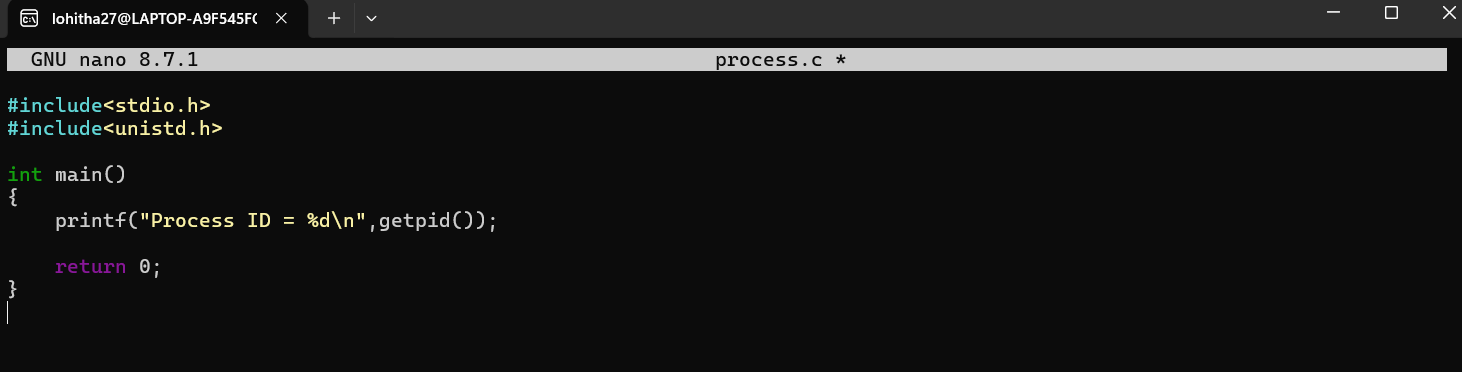 lohitha27@LAPTOP-A9F545F
GNU nano 8.7.1 process.c *
#include<stdio.h>
#include<unistd.h>
int main()
{
    printf("Process ID = %d\n",getpid());
    return 0;
}